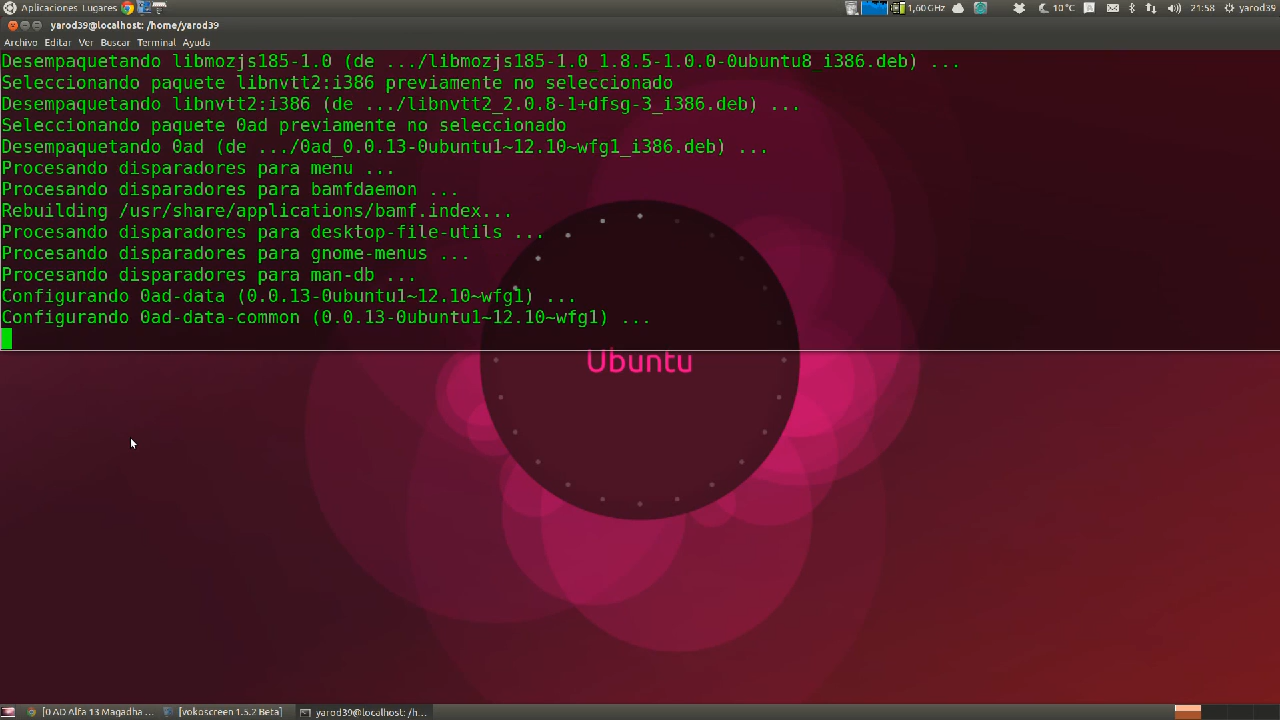 Aplicaciones Lugares 1,60GHz 10°C 21:58 yarod39
yarod39@localhost: /home/yarod39
Archivo Editar Ver Buscar Terminal Ayuda
Desempaquetando libmozjs185-1.0 (de .../libmozjs185-1.0_1.8.5-1.0.0-0ubuntu8_i386.deb) ...
Seleccionando paquete libnvtt2:i386 previamente no seleccionado
Desempaquetando libnvtt2:i386 (de .../libnvtt2_2.0.8-1+dfsg-3_i386.deb) ...
Seleccionando paquete 0ad previamente no seleccionado
Desempaquetando 0ad (de .../0ad_0.0.13-0ubuntu1~12.10~wfg1_i386.deb) ...
Procesando disparadores para menu ...
Procesando disparadores para bamfdaemon ...
Rebuilding /usr/share/applications/bamf.index...
Procesando disparadores para desktop-file-utils ...
Procesando disparadores para gnome-menus ...
Procesando disparadores para man-db ...
Configurando 0ad-data (0.0.13-0ubuntu1~12.10~wfg1) ...
Configurando 0ad-data-common (0.0.13-0ubuntu1~12.10~wfg1) ...
Ubuntu
[0 AD Alfa 13 Magadha ... [vokoscreen 1.5.2 Beta] yarod39@localhost: /h...